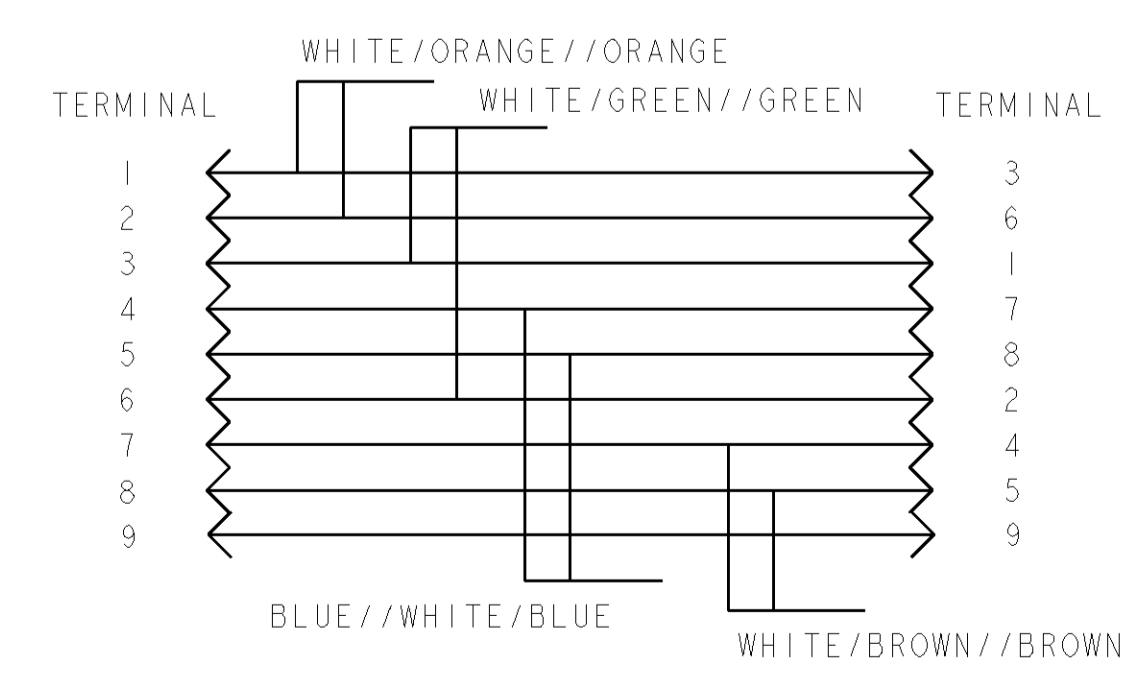 WHITE/ORANGE//ORANGE
WHITE/GREEN//GREEN
TERMINAL TERMINAL
1 3
2 6
3 1
4 7
5 8
6 2
7 4
8 5
9 9
BLUE//WHITE/BLUE
WHITE/BROWN//BROWN